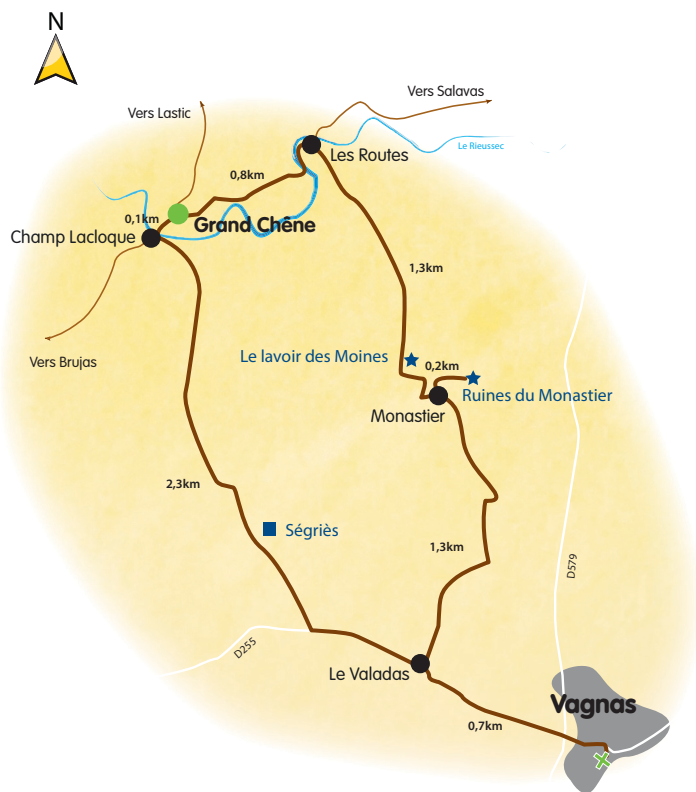 N
Vers Salavas
Vers Lastic
Le Rieussec
Les Routes
0,8km
0,1km
Grand Chêne
Champ Lacloque
1,3km
Vers Brujas
Le lavoir des Moines
0,2km
Ruines du Monastier
Monastier
2,3km
Ségriès
1,3km
D579
D255
Le Valadas
Vagnas
0,7km